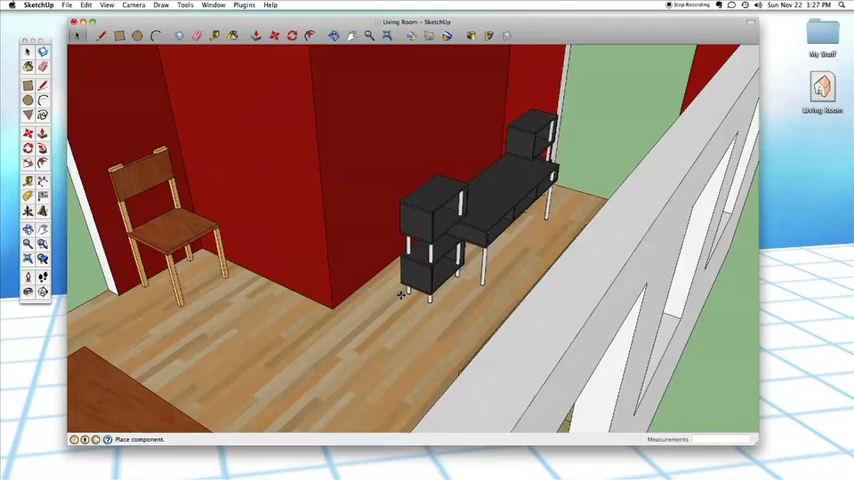 SketchUp File Edit View Camera Draw Tools Window Plugins Help
Stop Recording Sun Nov 22 3:27 PM
Living Room – SketchUp
My Stuff
Living Room
Place component.
Measurements